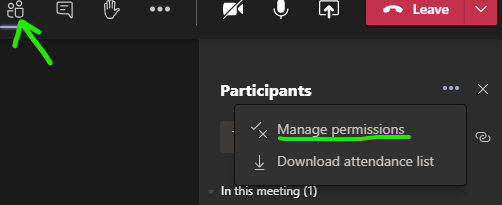 Leave
Participants
Manage permissions
Download attendance list
In this meeting (1)